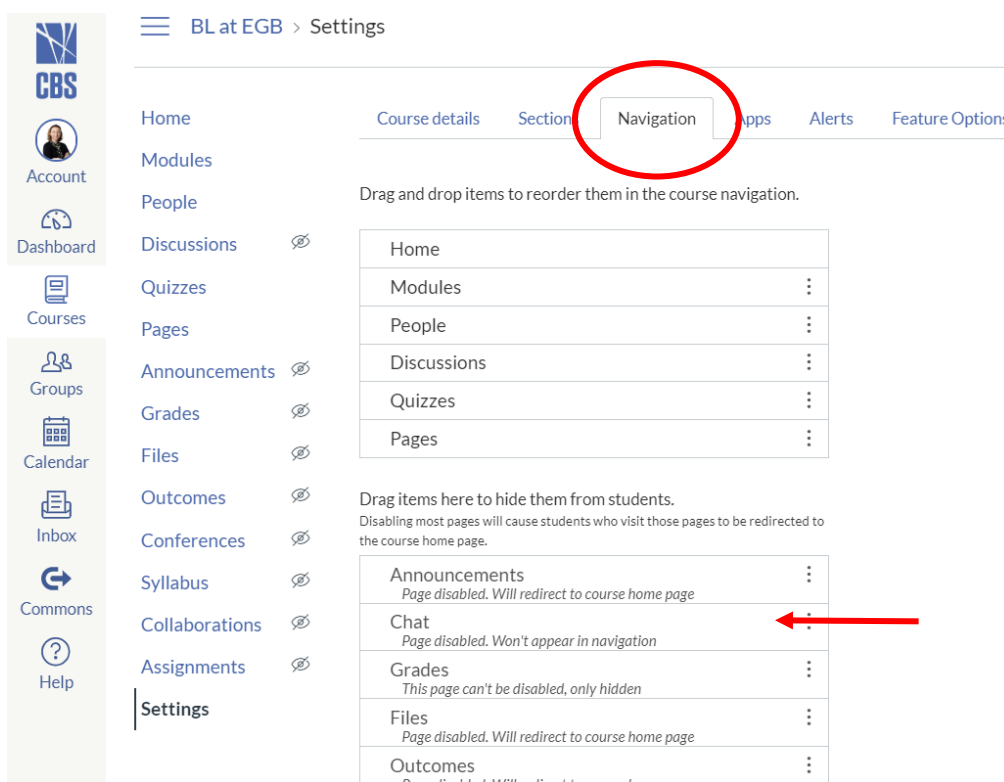 CBS
Account
Dashboard
Courses
Groups
Calendar
Inbox
Commons
Help
BL at EGB > Settings
Home
Modules
People
Discussions
Quizzes
Pages
Announcements
Grades
Files
Outcomes
Conferences
Syllabus
Collaborations
Assignments
Settings
Course details Section Navigation Apps Alerts Feature Options
Drag and drop items to reorder them in the course navigation.
Home
Modules
People
Discussions
Quizzes
Pages
Drag items here to hide them from students.
Disabling most pages will cause students who visit those pages to be redirected to
the course home page.
Announcements
Page disabled. Will redirect to course home page
Chat
Page disabled. Won't appear in navigation
Grades
This page can't be disabled, only hidden
Files
Page disabled. Will redirect to course home page
Outcomes